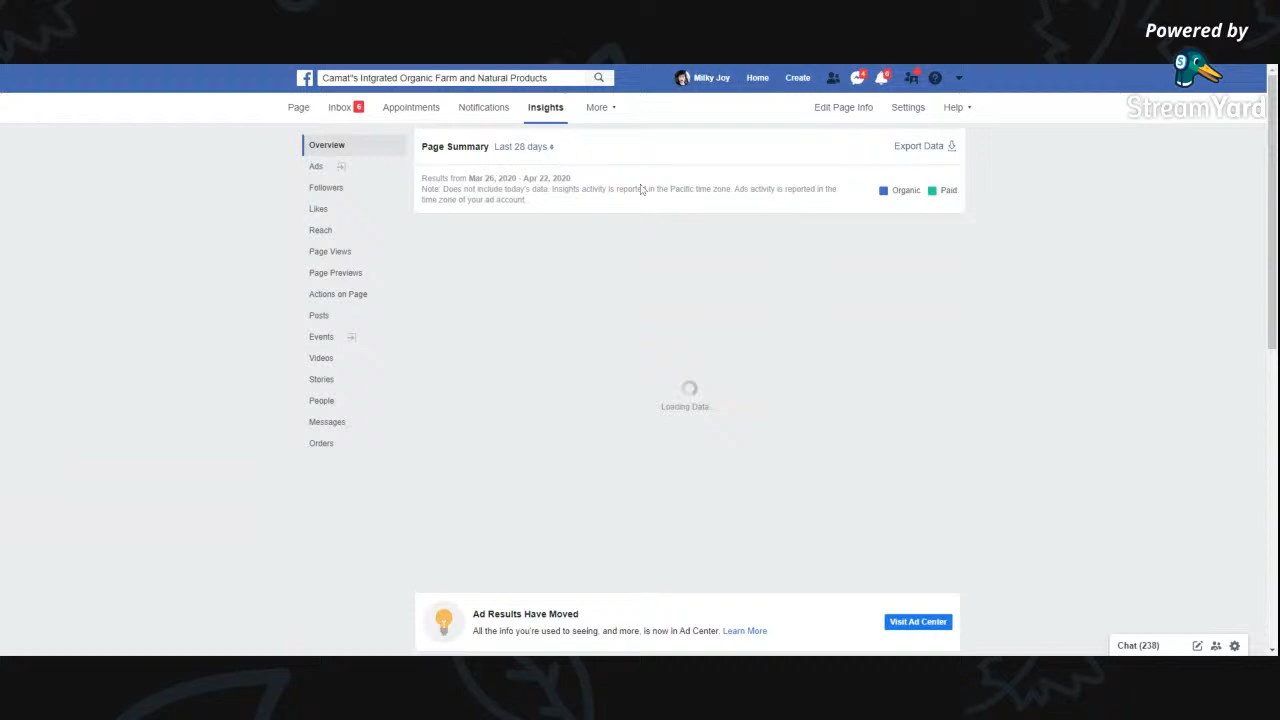 Powered by
StreamYard
Camat"s Intgrated Organic Farm and Natural Products
Milky Joy
Home
Create
4
8
Page
Inbox 6
Appointments
Notifications
Insights
More
Edit Page Info
Settings
Help
Overview
Ads
Followers
Likes
Reach
Page Views
Page Previews
Actions on Page
Posts
Events
Videos
Stories
People
Messages
Orders
Page Summary Last 28 days
Export Data
Results from Mar 26, 2020 - Apr 22, 2020
Note: Does not include today's data. Insights activity is reported in the Pacific time zone. Ads activity is reported in the
time zone of your ad account.
Organic
Paid
Loading Data...
Ad Results Have Moved
All the info you're used to seeing, and more, is now in Ad Center. Learn More
Visit Ad Center
Chat (238)